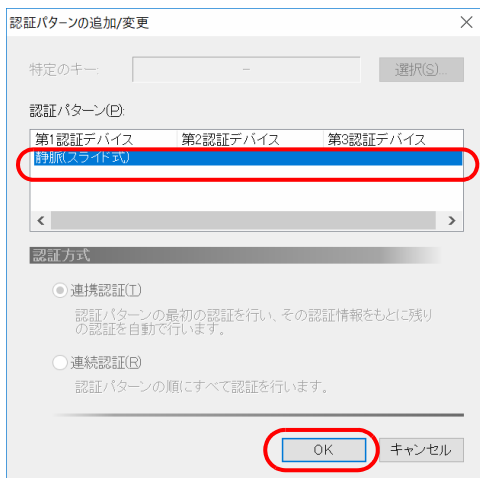 認証パターンの追加/変更
特定のキー: － 選択(S)...
認証パターン(P):
第1認証デバイス 第2認証デバイス 第3認証デバイス
静脈(スライド式)
認証方式
連携認証(T)
認証パターンの最初の認証を行い、その認証情報をもとに残り
の認証を自動で行います。
連続認証(R)
認証パターンの順にすべて認証を行います。
OK キャンセル